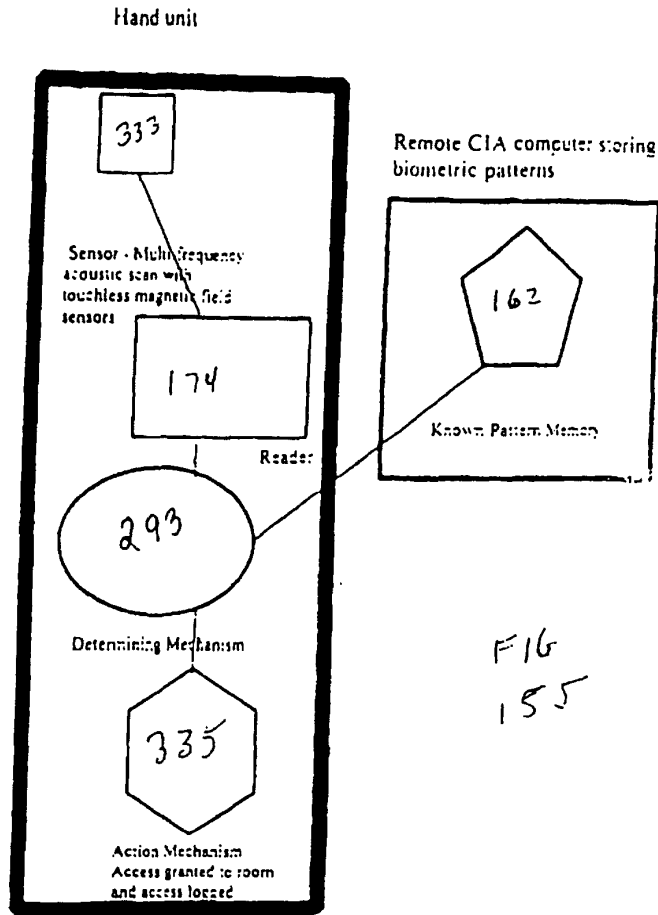 Hand unit
333
Remote CIA computer storing
biometric patterns
Sensor - Multi frequency
acoustic scan with
touchless magnetic field
sensors
162
174
Known Pattern Memory
Reader
293
Determining Mechanism
FIG
155
335
Action Mechanism
Access granted to room
and access logged